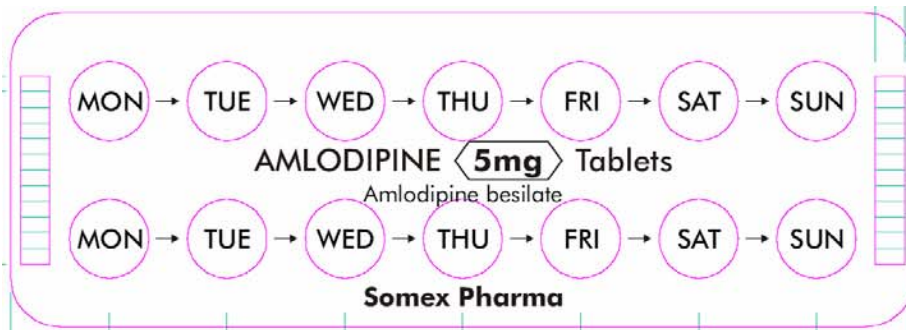 MON → TUE → WED → THU → FRI → SAT → SUN
AMLODIPINE 5mg Tablets
Amlodipine besilate
MON → TUE → WED → THU → FRI → SAT → SUN
Somex Pharma